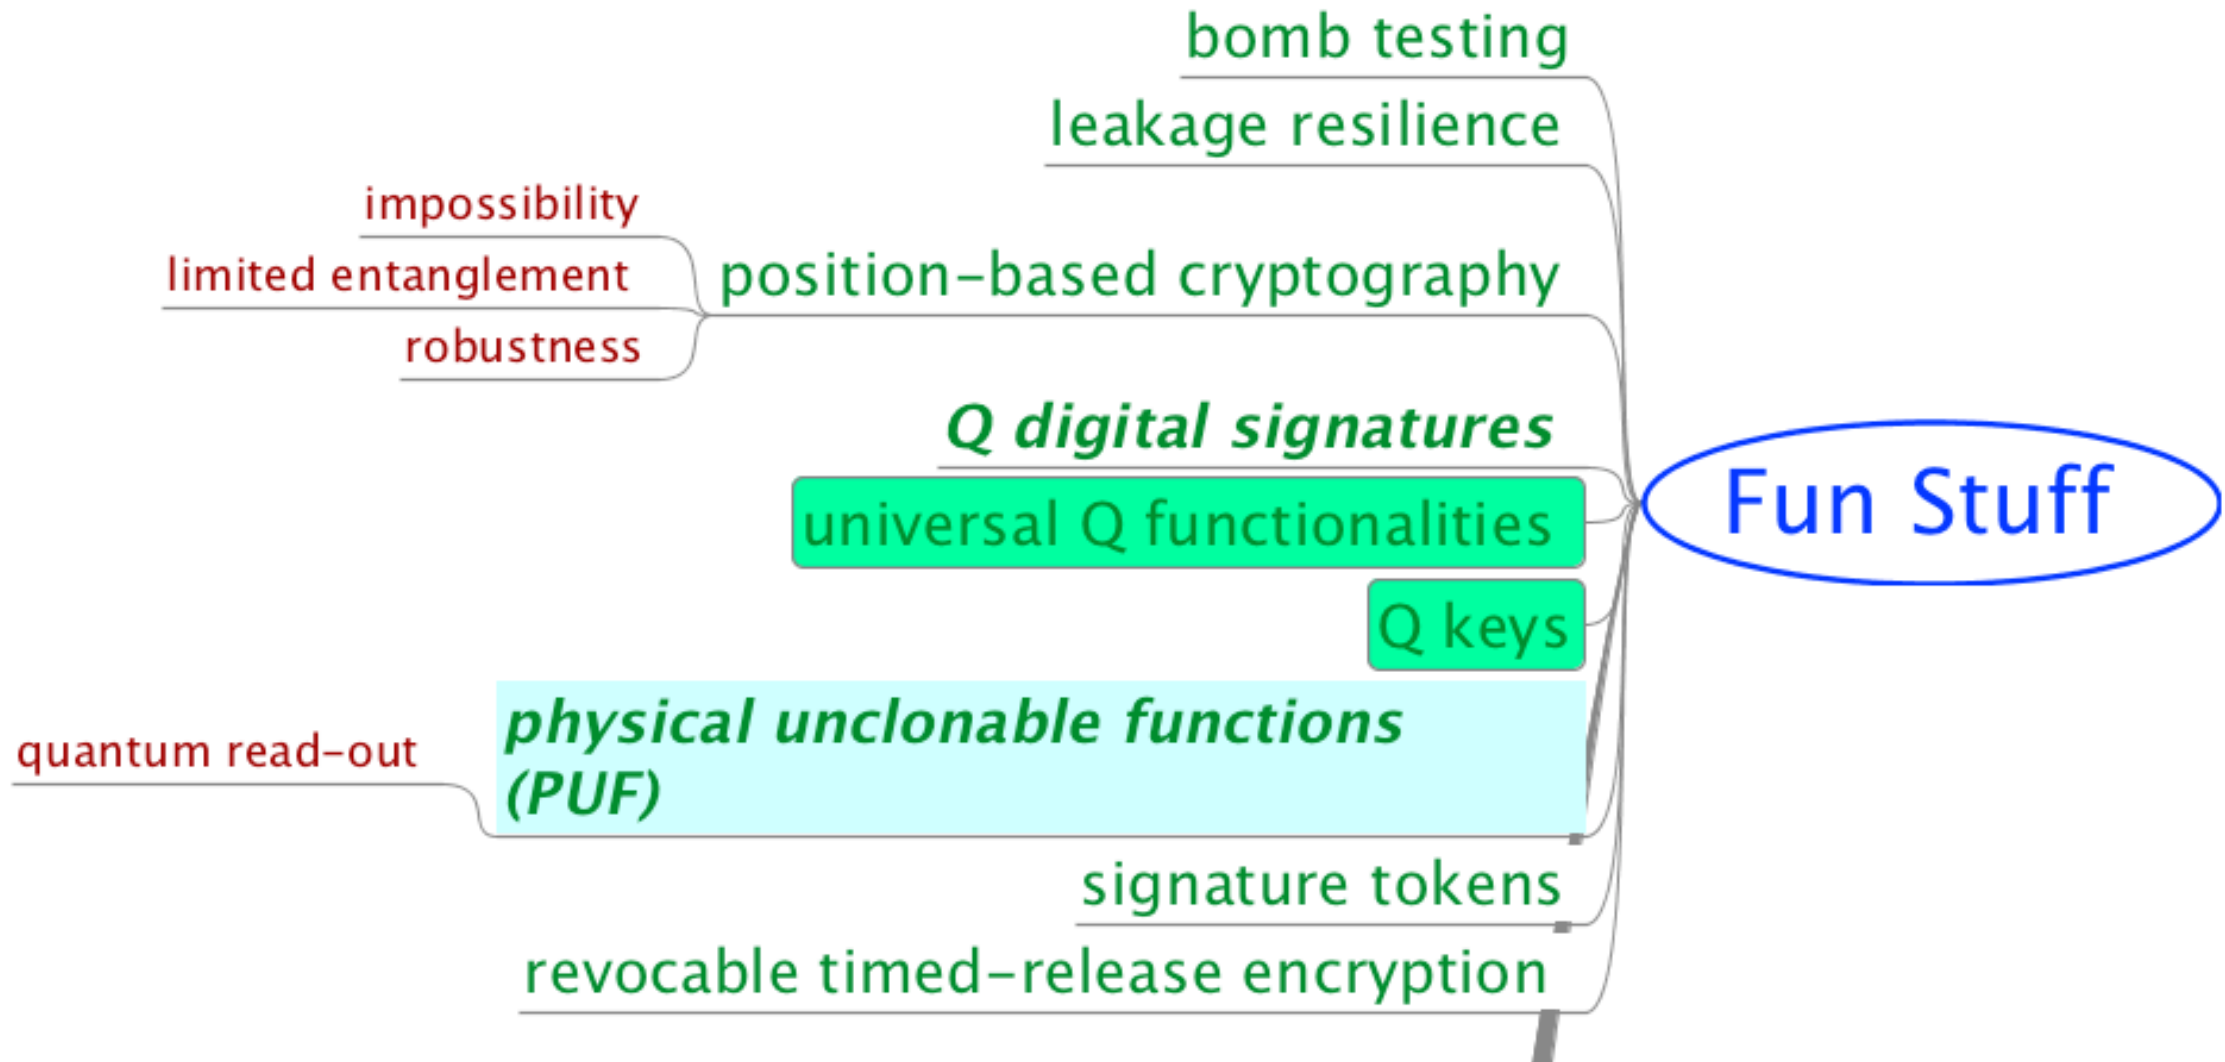 bomb testing
leakage resilience
impossibility
limited entanglement
position-based cryptography
robustness
Q digital signatures
universal Q functionalities
Fun Stuff
Q keys
physical unclonable functions
(PUF)
quantum read-out
signature tokens
revocable timed-release encryption